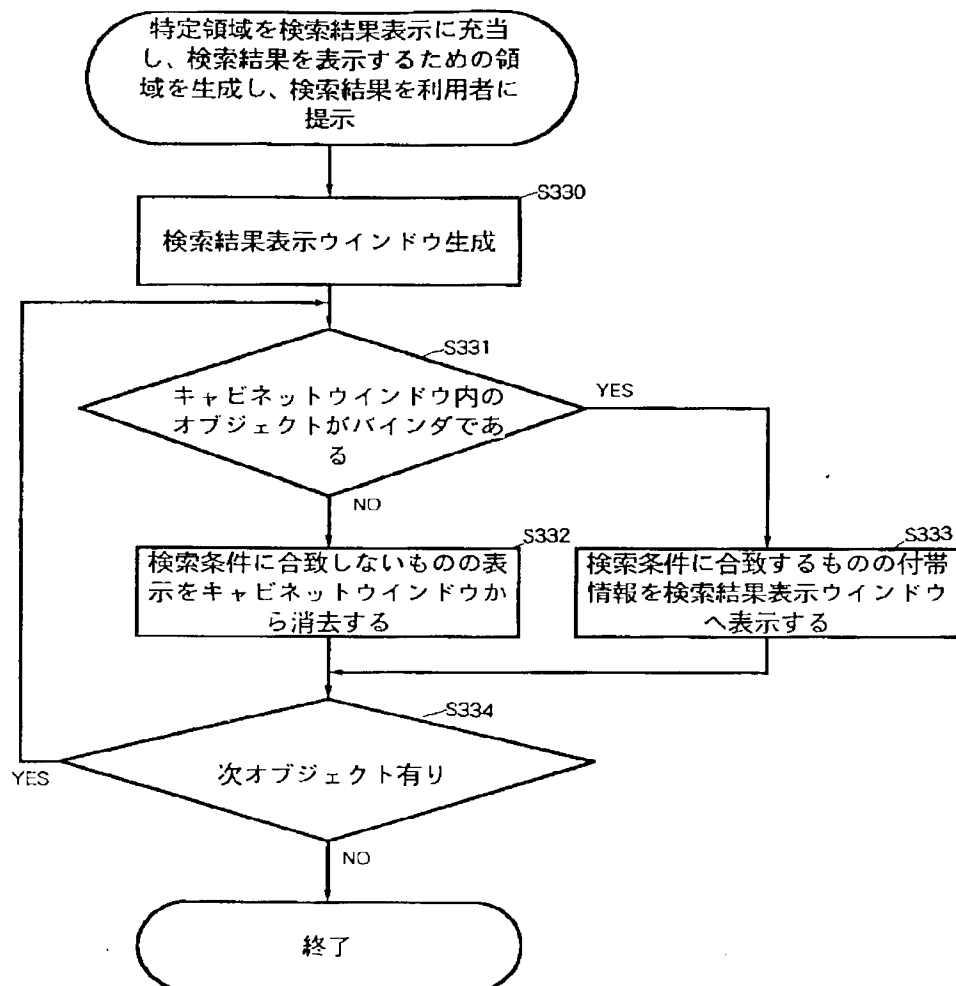 特定領域を検索結果表示に充当
し、検索結果を表示するための領
域を生成し、検索結果を利用者に
提示
S330
検索結果表示ウインドウ生成
S331
キャビネットウインドウ内の
オブジェクトがバインダであ
る
YES
NO
S332
検索条件に合致しないものの表
示をキャビネットウインドウか
ら消去する
S333
検索条件に合致するものの付帯
情報を検索結果表示ウインドウ
へ表示する
S334
次オブジェクト有り
YES
NO
終了